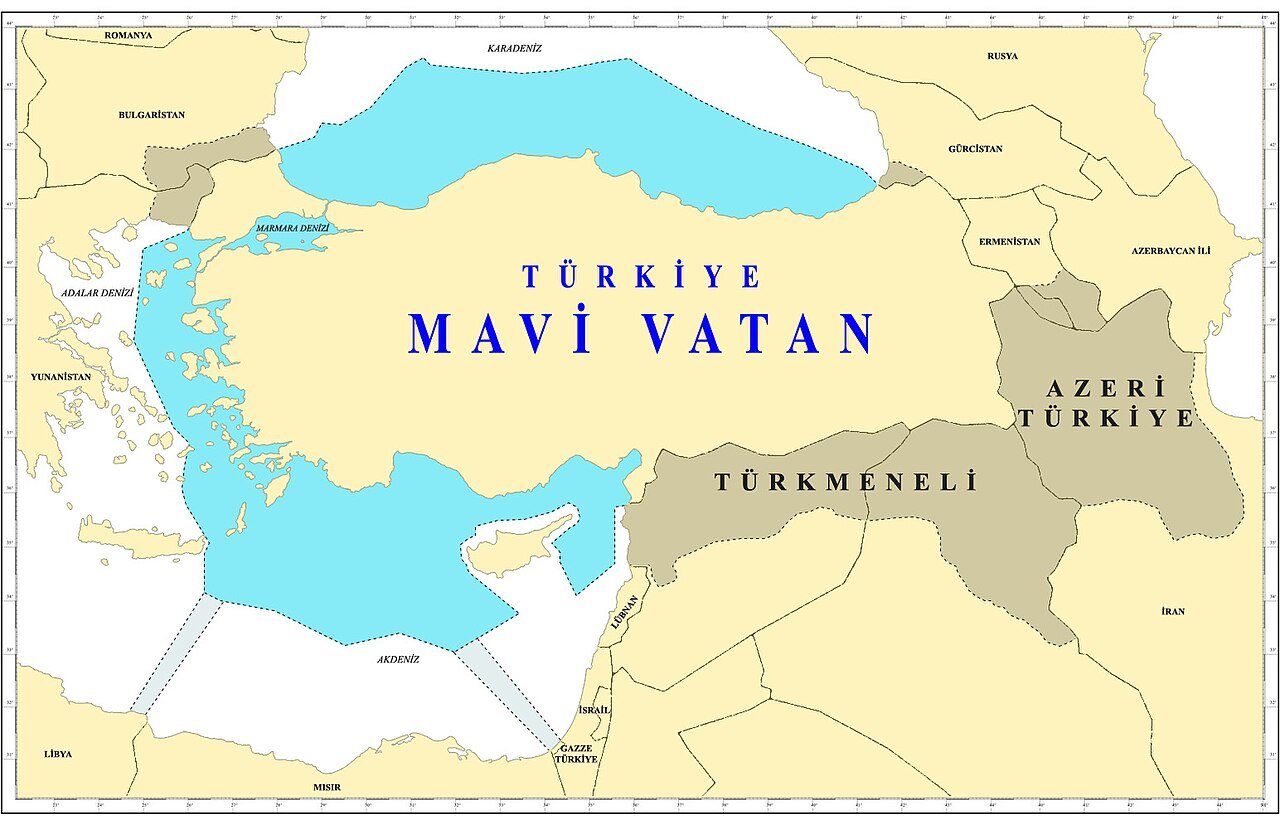 ROMANYA
KARADENİZ
RUSYA
BULGARİSTAN
GÜRCİSTAN
MARMARA DENİZİ
ERMENİSTAN
AZERBAYCAN İLİ
TÜRKİYE
ADALAR DENİZİ
MAVİ VATAN
YUNANİSTAN
AZERİ
TÜRKİYE
TÜRKMENELİ
LÜBNAN
İRAN
AKDENİZ
İSRAİL
LİBYA
GAZZE
TÜRKİYE
MISIR